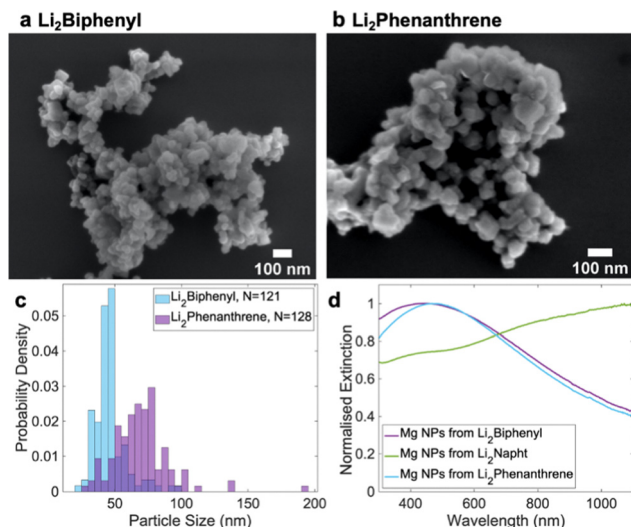 a Li₂Biphenyl
b Li₂Phenanthrene
100 nm
100 nm
c
Li₂Biphenyl, N=121
Li₂Phenanthrene, N=128
Probability Density
0.05
0.04
0.03
0.02
0.01
0
50
100
150
200
Particle Size (nm)
d
Normalised Extinction
1
0.8
0.6
0.4
0.2
0
Mg NPs from Li₂Biphenyl
Mg NPs from Li₂Napht
Mg NPs from Li₂Phenanthrene
400
600
800
1000
Wavelength (nm)